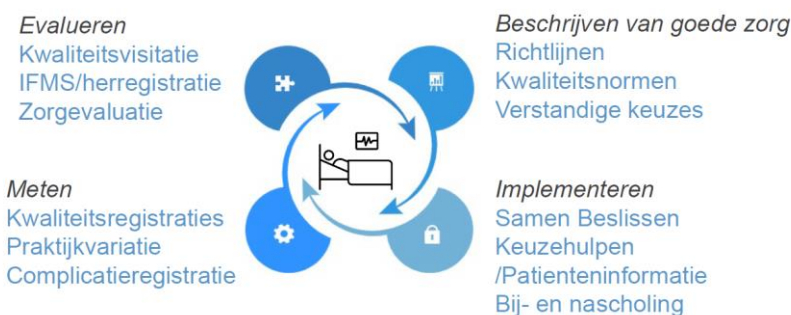 Evalueren
Kwaliteitsvisitatie
IFMS/herregistratie
Zorgevaluatie
Beschrijven van goede zorg
Richtlijnen
Kwaliteitsnormen
Verstandige keuzes
Meten
Kwaliteitsregistraties
Praktijkvariatie
Complicatieregistratie
Implementeren
Samen Beslissen
Keuzehulpen
/Patienteninformatie
Bij- en nascholing